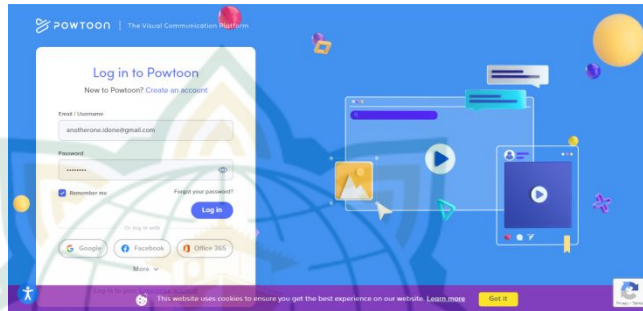 POWTOON | The Visual Communication Platform
Log in to Powtoon
New to Powtoon? Create an account
Email / Username
anotherone.idone@gmail.com
Password
••••••••
Remember me
Forgot your password?
Log in
Or log in with
Google
Facebook
Office 365
More
This website uses cookies to ensure you get the best experience on our website. Learn more
Got it
Privacy - Terms